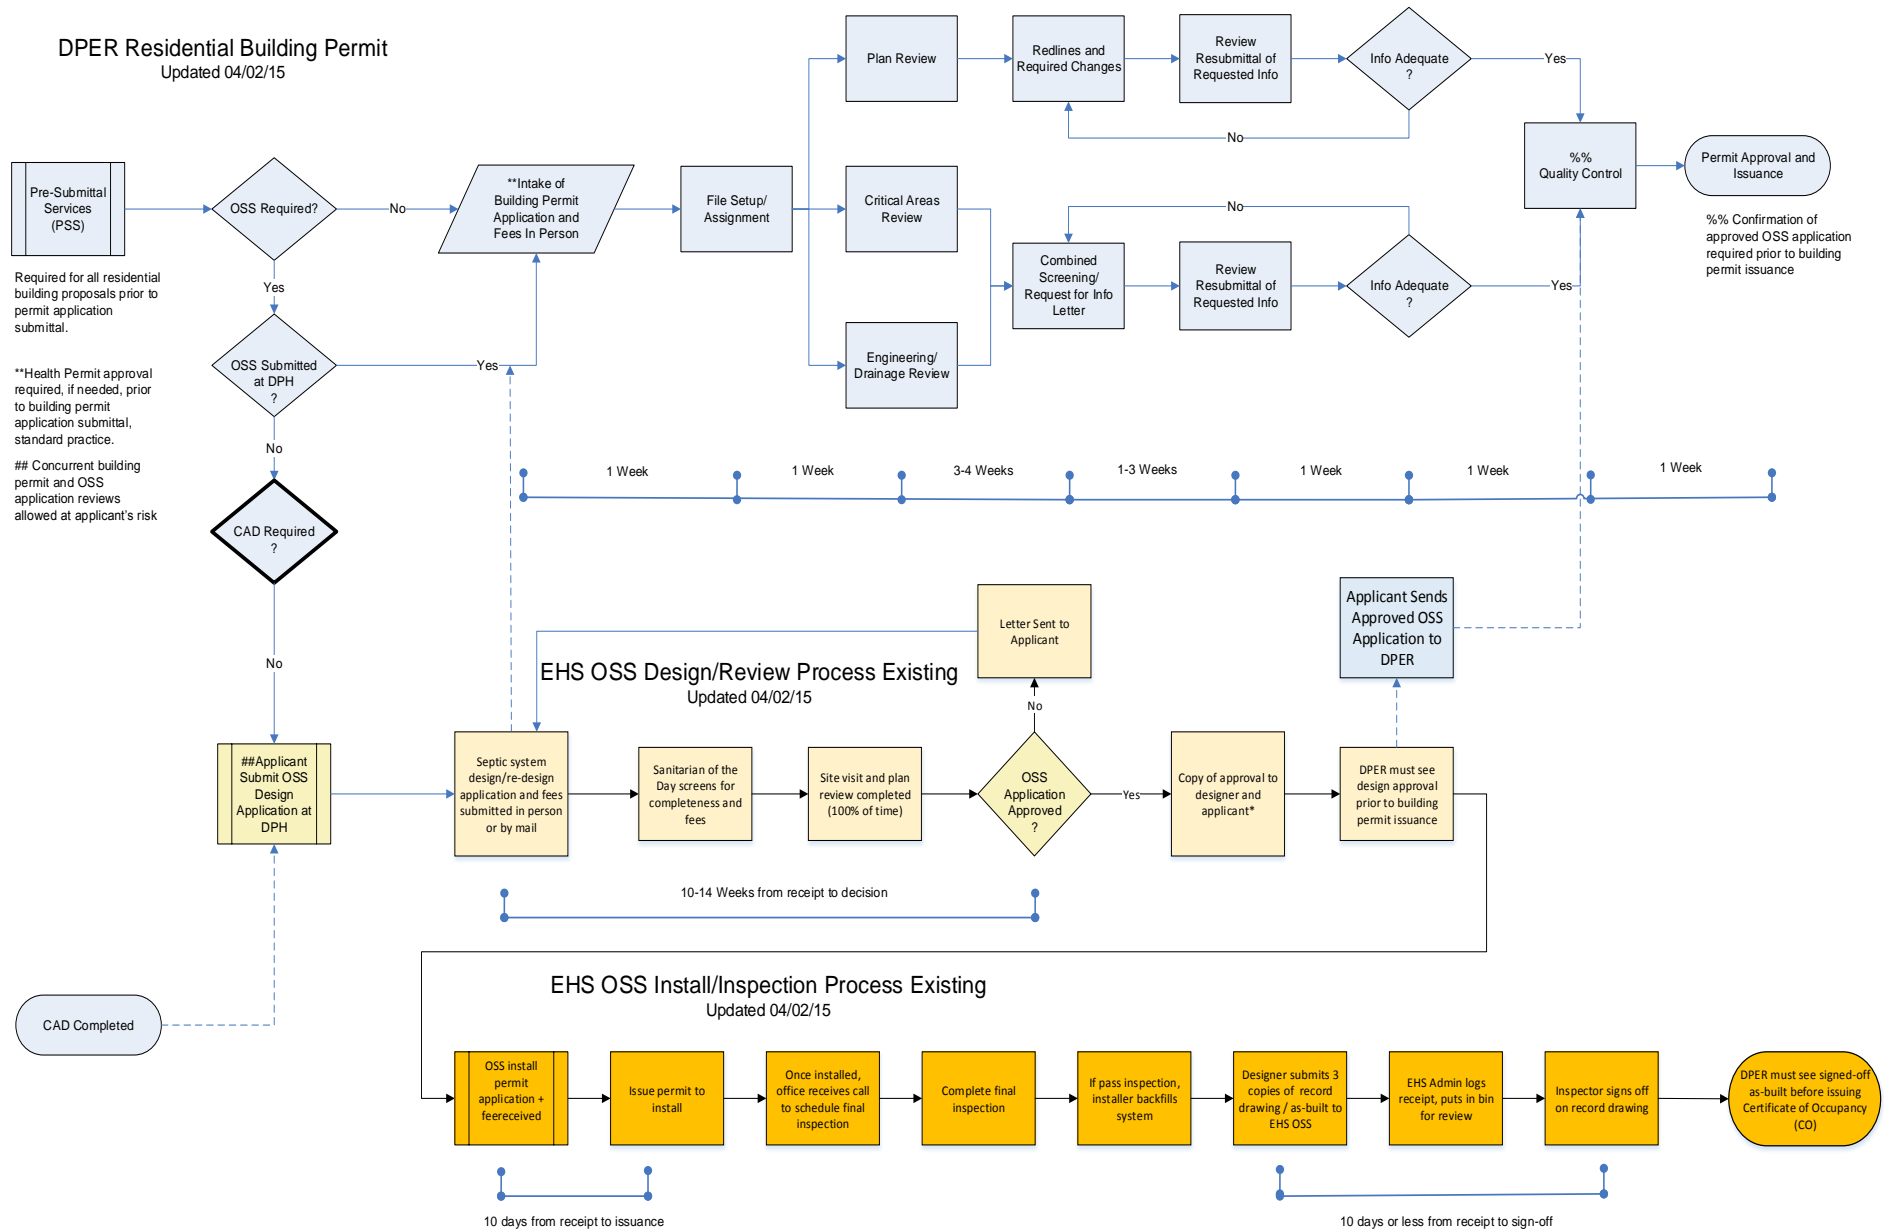 DPER Residential Building Permit
Updated 04/02/15
Plan Review
Redlines and
Required Changes
Review
Resubmittal of
Requested Info
Info Adequate
?
Yes
No
Pre-Submittal
Services
(PSS)
OSS Required?
No
**Intake of
Building Permit
Application and
Fees In Person
File Setup/
Assignment
Critical Areas
Review
%%
Quality Control
Permit Approval and
Issuance
%% Confirmation of
approved OSS application
required prior to building
permit issuance
Required for all residential
building proposals prior to
permit application
submittal.
Yes
No
Combined
Screening/
Request for Info
Letter
Review
Resubmittal of
Requested Info
Info Adequate
?
Yes
OSS Submitted
at DPH
?
Yes
Engineering/
Drainage Review
**Health Permit approval
required, if needed, prior
to building permit
application submittal,
standard practice.
No
## Concurrent building
permit and OSS
application reviews
allowed at applicant's risk
1 Week
1 Week
3-4 Weeks
1-3 Weeks
1 Week
1 Week
1 Week
CAD Required
?
No
Letter Sent to
Applicant
Applicant Sends
Approved OSS
Application to
DPER
EHS OSS Design/Review Process Existing
Updated 04/02/15
No
##Applicant
Submit OSS
Design
Application at
DPH
Septic system
design/re-design
application and fees
submitted in person
or by mail
Sanitarian of the
Day screens for
completeness and
fees
Site visit and plan
review completed
(100% of time)
OSS
Application
Approved
?
Yes
Copy of approval to
designer and
applicant*
DPER must see
design approval
prior to building
permit issuance
10-14 Weeks from receipt to decision
EHS OSS Install/Inspection Process Existing
Updated 04/02/15
CAD Completed
OSS install
permit
application +
feereceived
Issue permit to
install
Once installed,
office receives call
to schedule final
inspection
Complete final
inspection
If pass inspection,
installer backfills
system
Designer submits 3
copies of record
drawing / as-built to
EHS OSS
EHS Admin logs
receipt, puts in bin
for review
Inspector signs off
on record drawing
DPER must see signed-off
as-built before issuing
Certificate of Occupancy
(CO)
10 days from receipt to issuance
10 days or less from receipt to sign-off